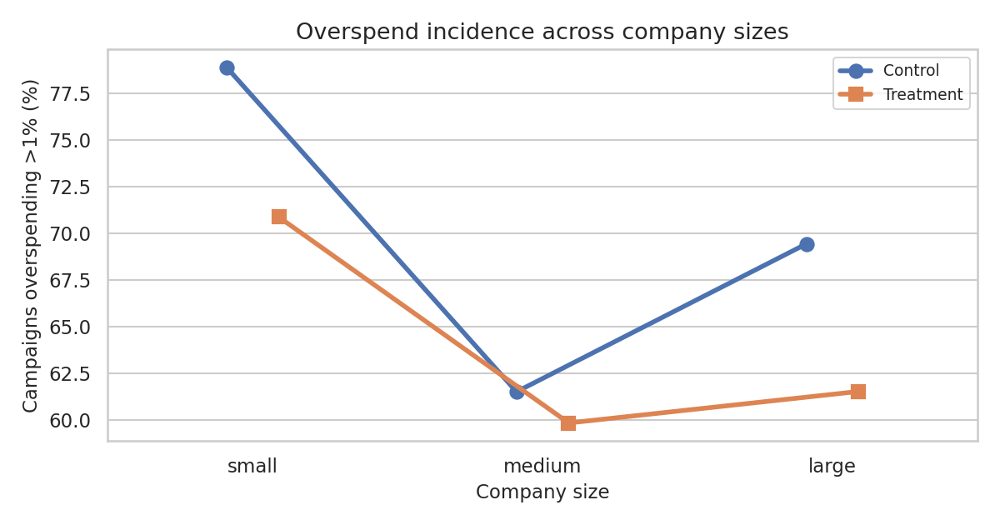 Overspend incidence across company sizes
Control
Treatment
Campaigns overspending >1% (%)
77.5
75.0
72.5
70.0
67.5
65.0
62.5
60.0
small
medium
large
Company size